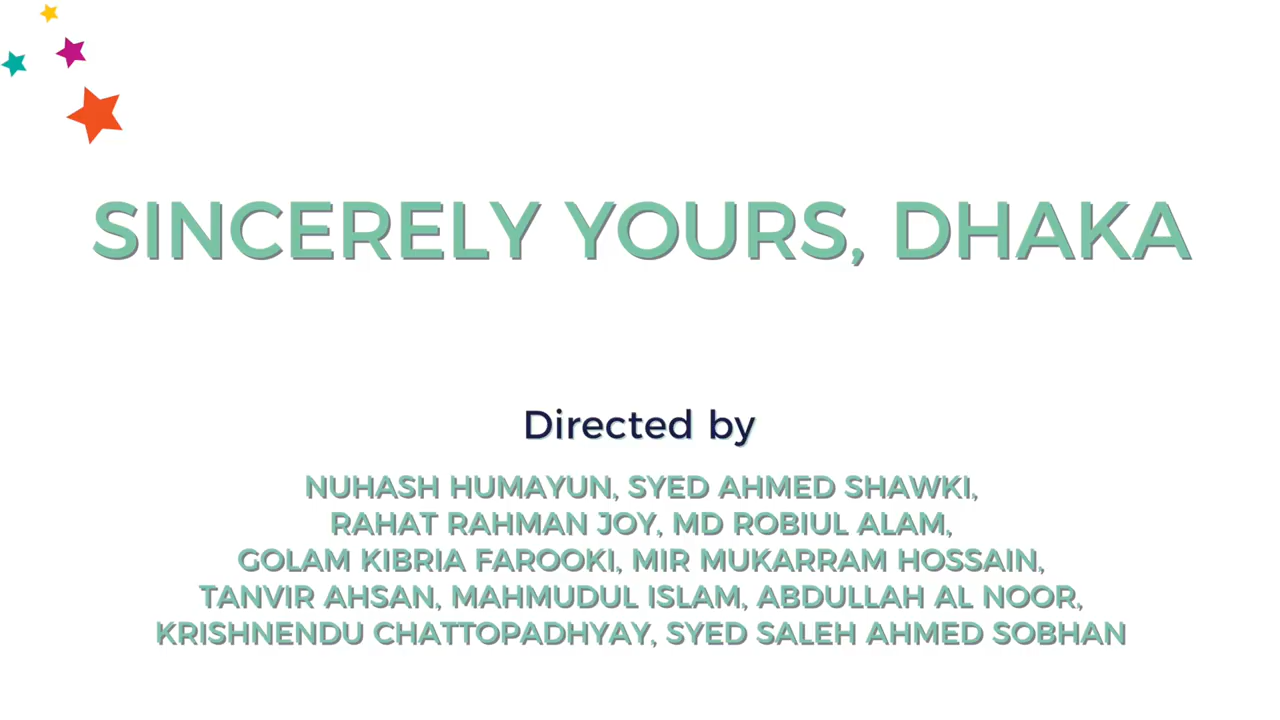 SINCERELY YOURS, DHAKA
Directed by
NUHASH HUMAYUN, SYED AHMED SHAWKI,
RAHAT RAHMAN JOY, MD ROBIUL ALAM,
GOLAM KIBRIA FAROOKI, MIR MUKARRAM HOSSAIN,
TANVIR AHSAN, MAHMUDUL ISLAM, ABDULLAH AL NOOR,
KRISHNENDU CHATTOPADHYAY, SYED SALEH AHMED SOBHAN